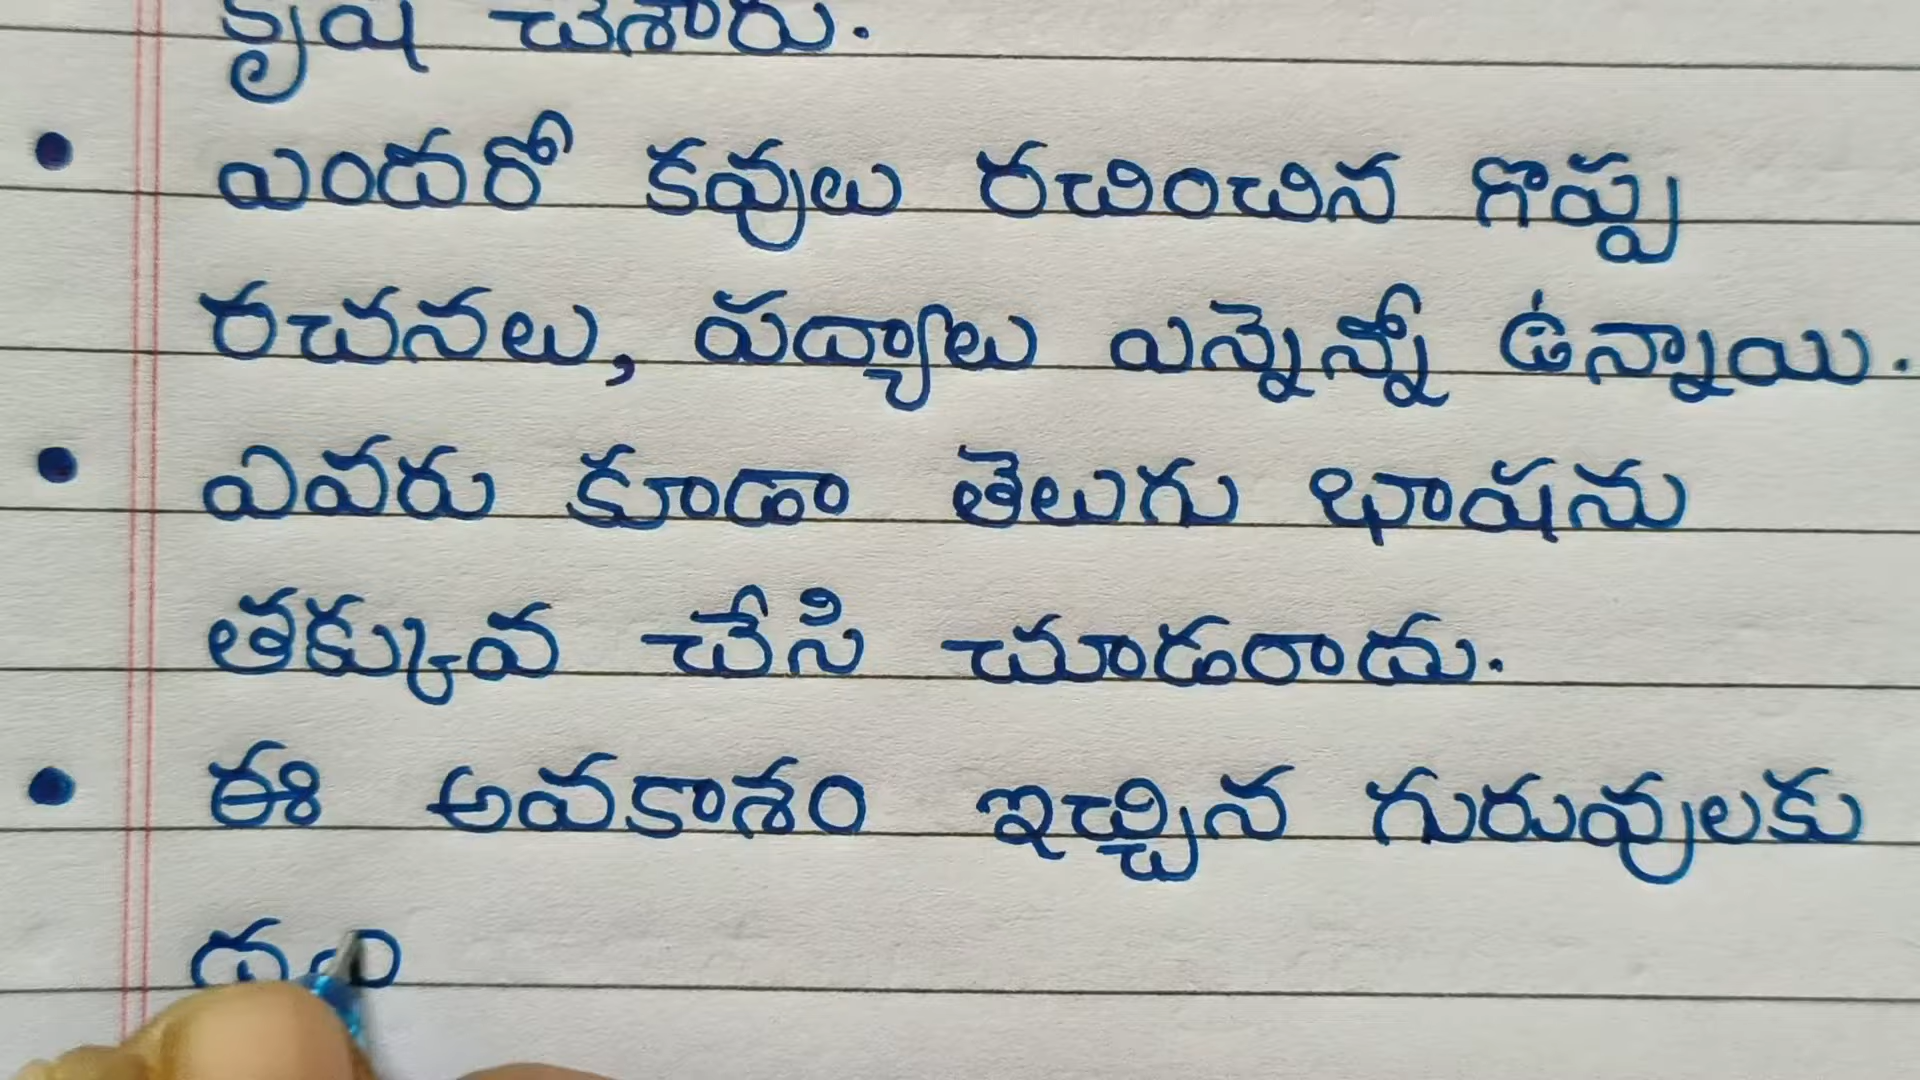 కృషి చేశారు.
• ఎందరో కవులు రచించిన గొప్ప
రచనలు, పద్యాలు ఎన్నెన్నో ఉన్నాయి.
• ఎవరు కూడా తెలుగు భాషను
తక్కువ చేసి చూడరాదు.
• ఈ అవకాశం ఇచ్చిన గురువులకు